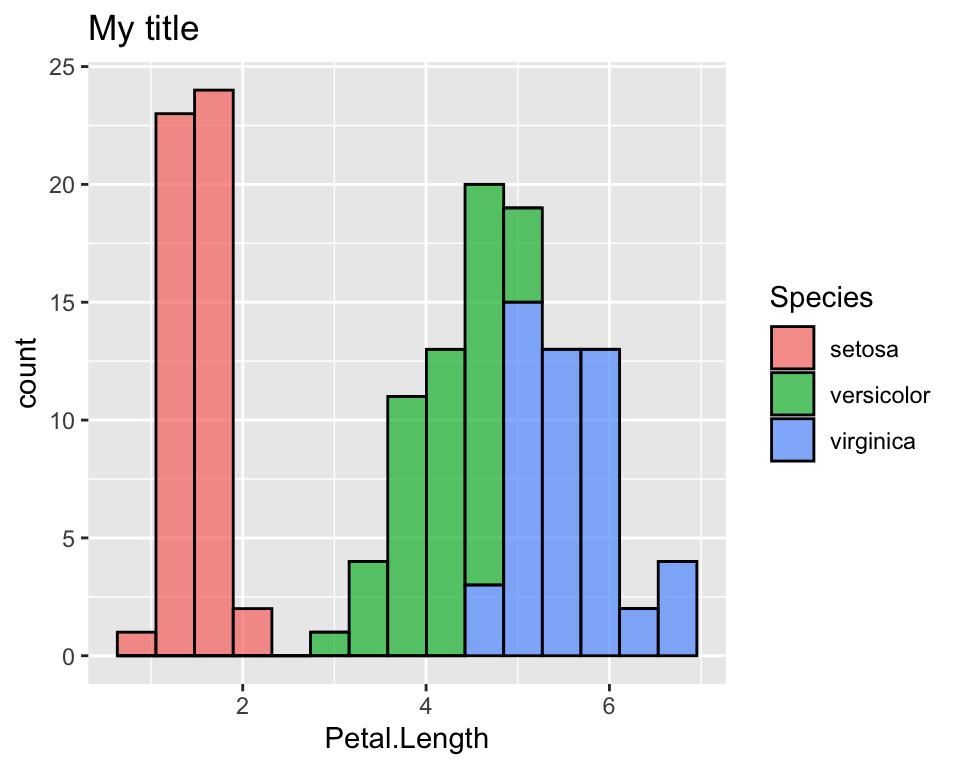 My title
25
20
15
10
5
0
count
2 4 6
Petal.Length
Species
setosa
versicolor
virginica